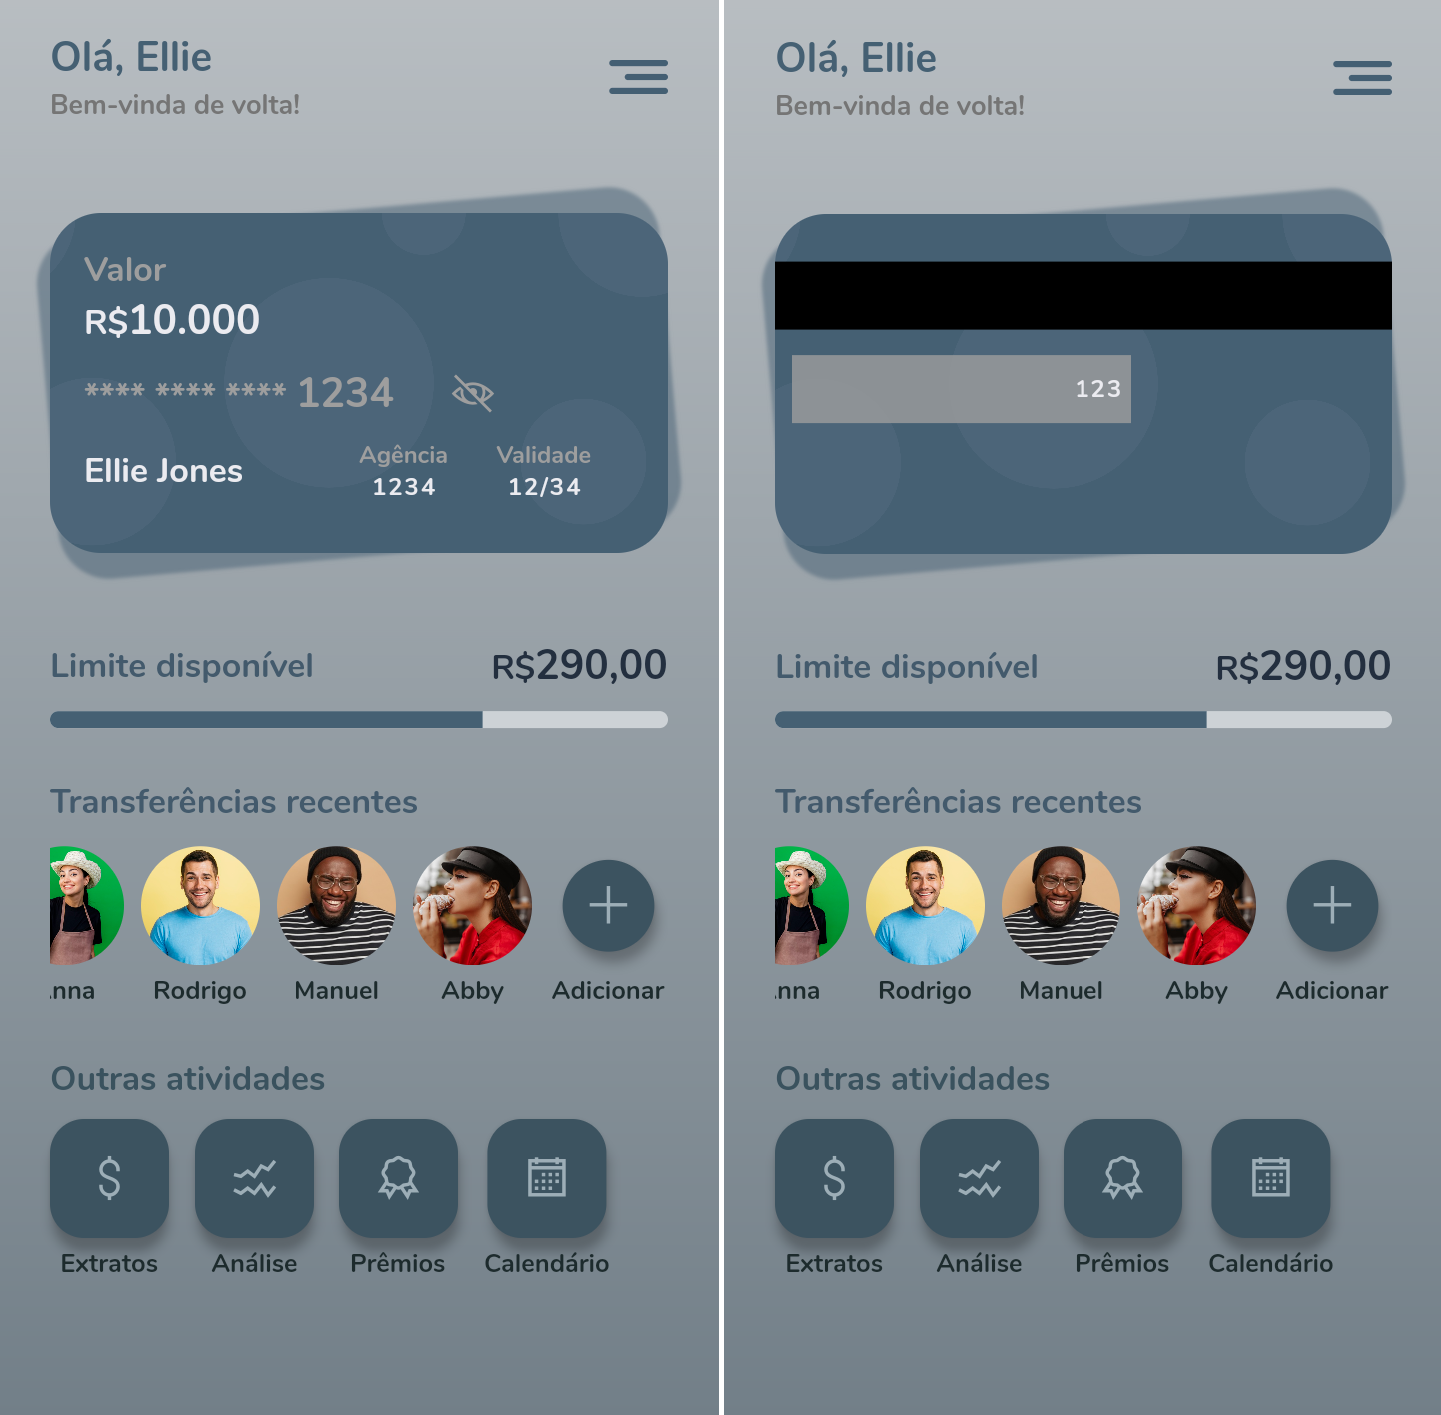 Olá, Ellie
Bem-vinda de volta!
Valor
R$10.000
**** **** **** 1234
Ellie Jones
Agência
1234
Validade
12/34
Limite disponível
R$290,00
Transferências recentes
nna
Rodrigo
Manuel
Abby
Adicionar
Outras atividades
Extratos
Análise
Prêmios
Calendário
Olá, Ellie
Bem-vinda de volta!
123
Limite disponível
R$290,00
Transferências recentes
nna
Rodrigo
Manuel
Abby
Adicionar
Outras atividades
Extratos
Análise
Prêmios
Calendário